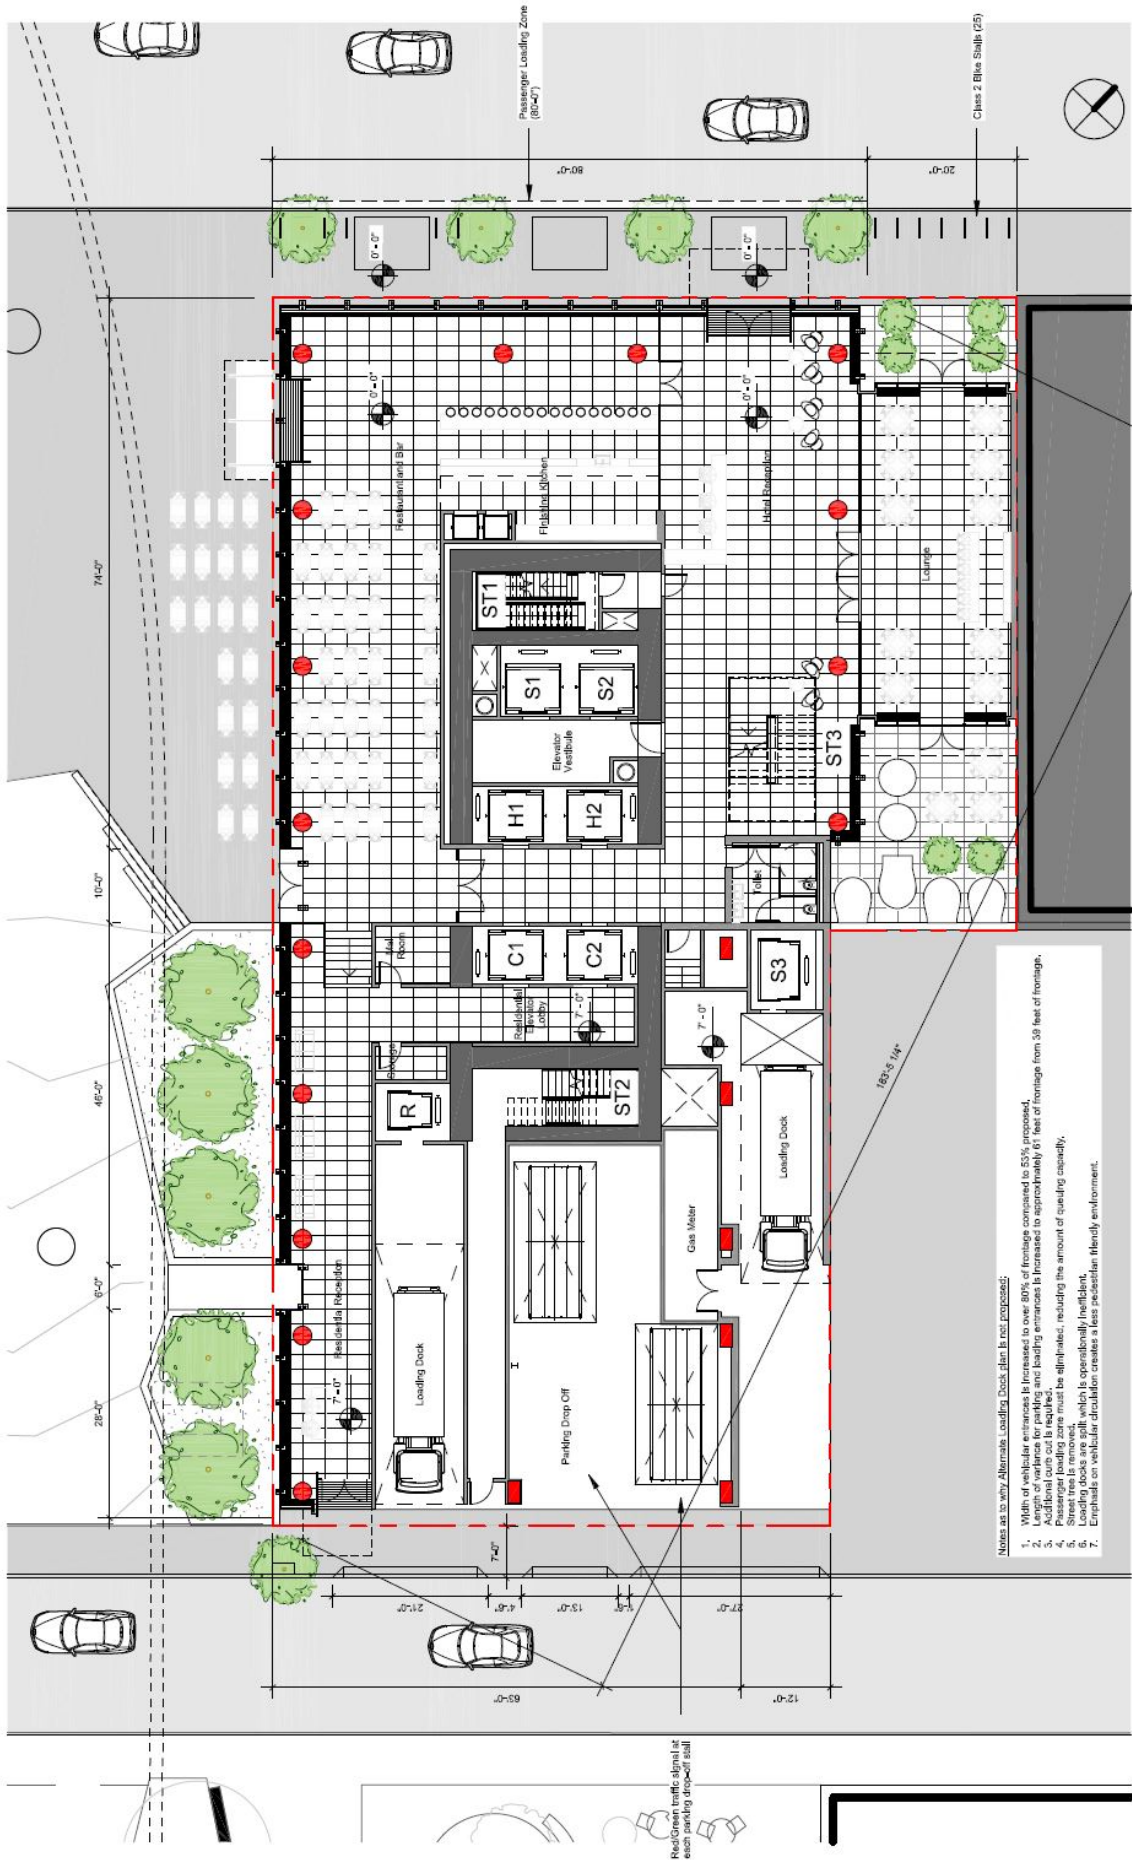 Passenger Loading Zone
(80'-0")
Class 2 Bike Stalls (25)
80'-0"
20'-0"
0'- 0"
0'- 0"
74'-0"
10'-0"
46'-0"
6'-0"
28'-0"
Restaurant and Bar
0'- 0"
Finishing Kitchen
Hotel Reception
0'- 0"
Lounge
ST1
S1
S2
Elevator
Vestibule
H1
H2
ST3
Toilet
Mail
Room
C1
C2
Residential
Elevator
Lobby
7'- 0"
Storage
R
ST2
S3
7'- 0"
Residential Reception
7'- 0"
Loading Dock
Parking Drop Off
Gas Meter
Loading Dock
183'-5 1/4"
7'-0"
21'-0"
4'-6"
13'-0"
1'-6"
27'-0"
63'-0"
12'-0"
Red/Green traffic signal at
each parking drop-off stall
Notes as to why Alternate Loading Dock plan is not proposed:
1. Width of vehicular entrances is increased to over 80% of frontage compared to 53% proposed.
2. Length of variance for parking and loading entrances is increased to approximately 61 feet of frontage from 39 feet of frontage.
3. Additional curb cut is required.
4. Passenger loading zone must be eliminated, reducing the amount of queuing capacity.
5. Street tree is removed.
6. Loading docks are split which is operationally inefficient.
7. Emphasis on vehicular circulation creates a less pedestrian friendly environment.